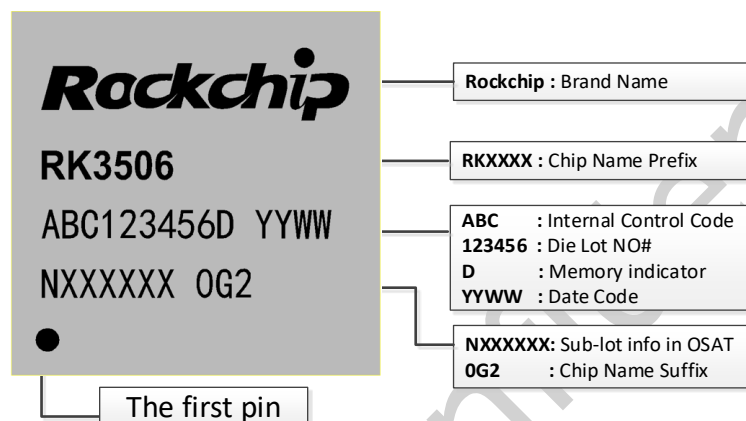 Rockchip
RK3506
ABC123456D YYWW
NXXXXXX 0G2
The first pin
Rockchip : Brand Name
RKXXXX : Chip Name Prefix
ABC : Internal Control Code
123456 : Die Lot NO#
D : Memory indicator
YYWW : Date Code
NXXXXXX: Sub-lot info in OSAT
0G2 : Chip Name Suffix